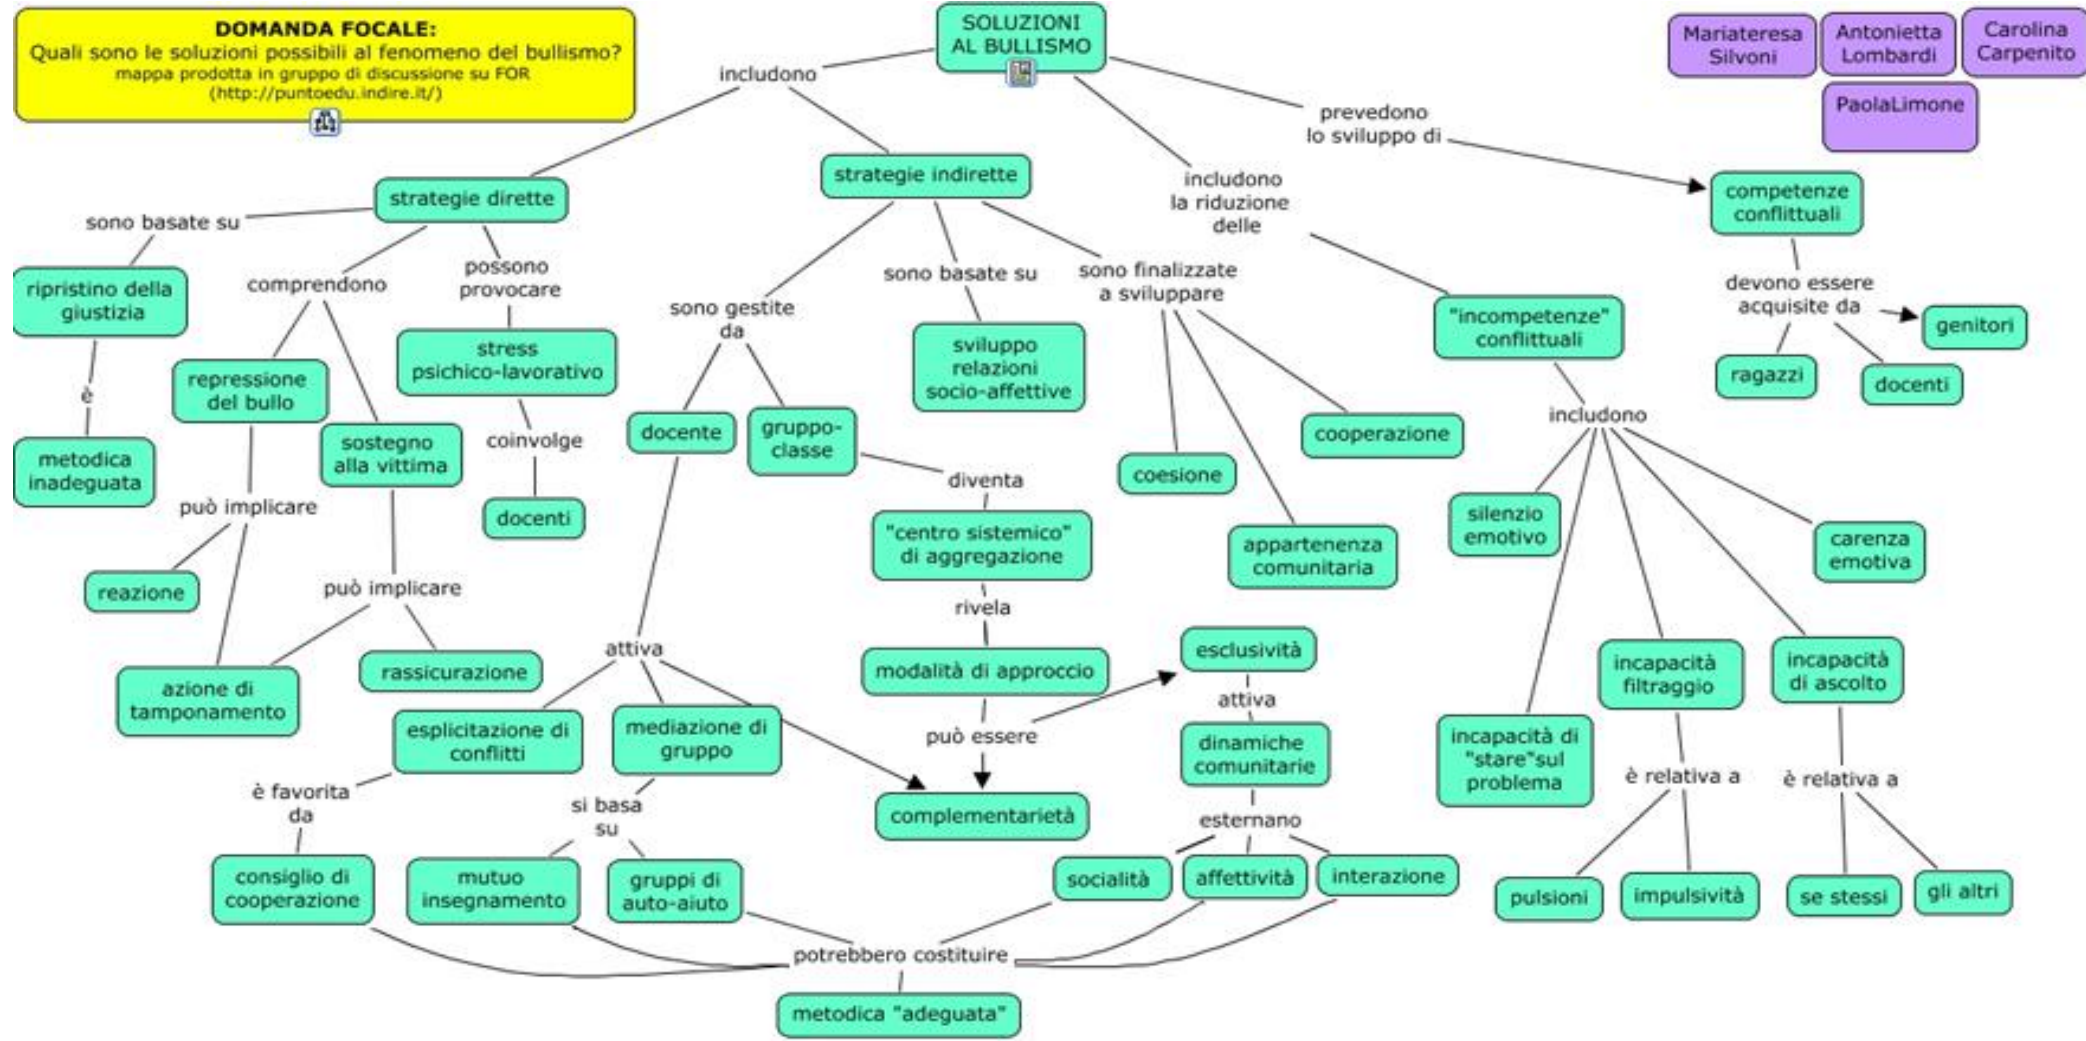 DOMANDA FOCALE:
Quali sono le soluzioni possibili al fenomeno del bullismo?
mappa prodotta in gruppo di discussione su FOR
(http://puntoedu.indire.it/)
SOLUZIONI
AL BULLISMO
Mariateresa
Silvoni
Antonietta
Lombardi
Carolina
Carpenito
PaolaLimone
includono
prevedono
lo sviluppo di
strategie dirette
strategie indirette
includono
la riduzione
delle
competenze
conflittuali
sono basate su
comprendono
possono
provocare
sono gestite
da
sono basate su
sono finalizzate
a sviluppare
devono essere
acquisite da
ripristino della
giustizia
è
metodica
inadeguata
repressione
del bullo
sostegno
alla vittima
stress
psichico-lavorativo
coinvolge
docenti
può implicare
reazione
può implicare
azione di
tamponamento
rassicurazione
docente
gruppo-
classe
sviluppo
relazioni
socio-affettive
coesione
appartenenza
comunitaria
cooperazione
"incompetenze"
conflittuali
genitori
ragazzi
docenti
includono
silenzio
emotivo
carenza
emotiva
incapacità di
"stare"sul
problema
incapacità
filtraggio
incapacità
di ascolto
è relativa a
è relativa a
pulsioni
impulsività
se stessi
gli altri
diventa
"centro sistemico"
di aggregazione
rivela
modalità di approccio
può essere
esclusività
attiva
dinamiche
comunitarie
complementarietà
esternano
socialità
affettività
interazione
attiva
esplicitazione di
conflitti
mediazione di
gruppo
è favorita
da
si basa
su
consiglio di
cooperazione
mutuo
insegnamento
gruppi di
auto-aiuto
potrebbero costituire
metodica "adeguata"